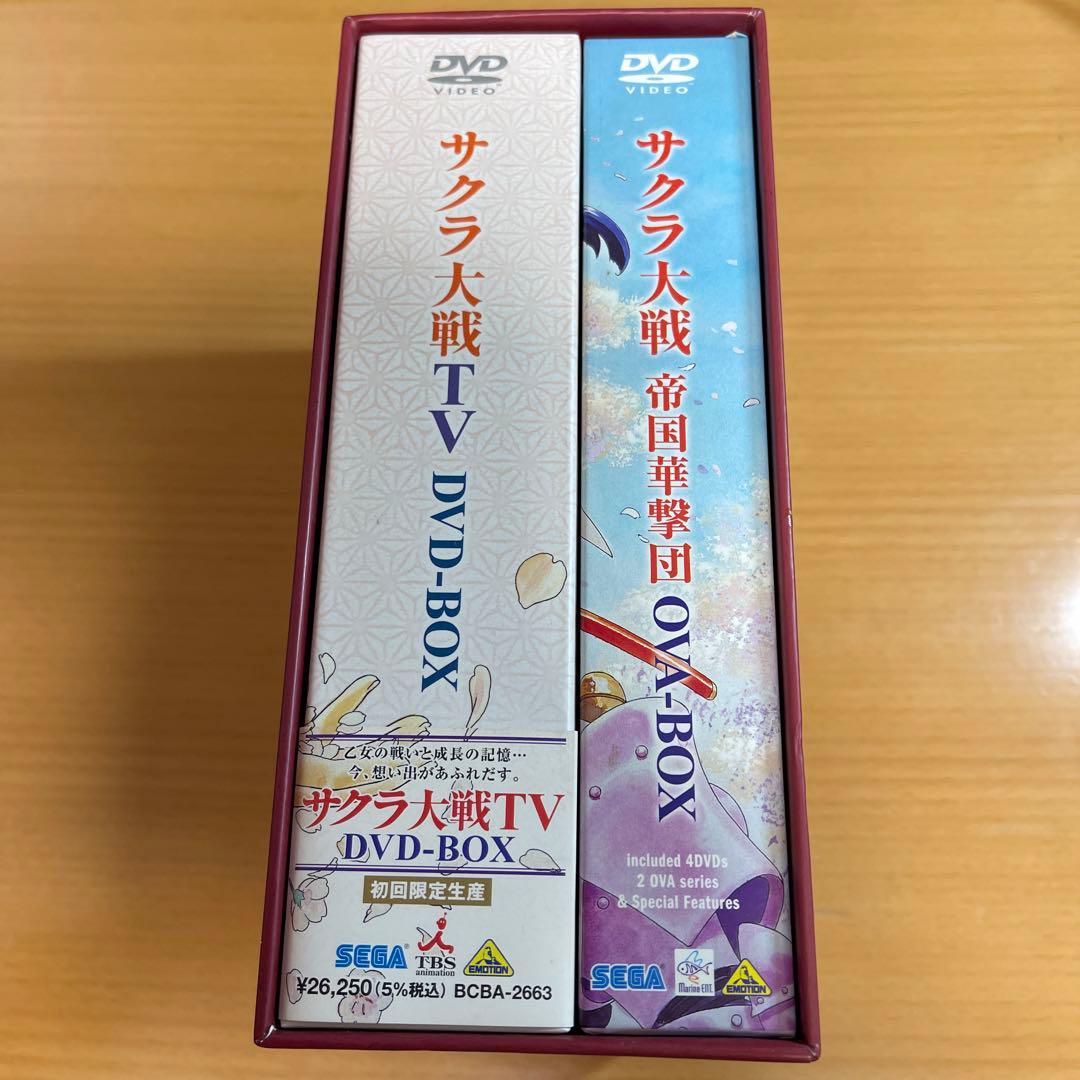 DVD
VIDEO
サクラ大戦TV DVD-BOX
乙女の戦いと成長の記憶…
今、想い出があふれだす。
サクラ大戦TV
DVD-BOX
初回限定生産
SEGA®
TBS
animation
EMOTION
¥26,250(5%税込) BCBA-2663
DVD
VIDEO
サクラ大戦 帝国華撃団 OVA-BOX
included 4DVDs
2 OVA series
& Special Features
SEGA
Marine ENT.
EMOTION